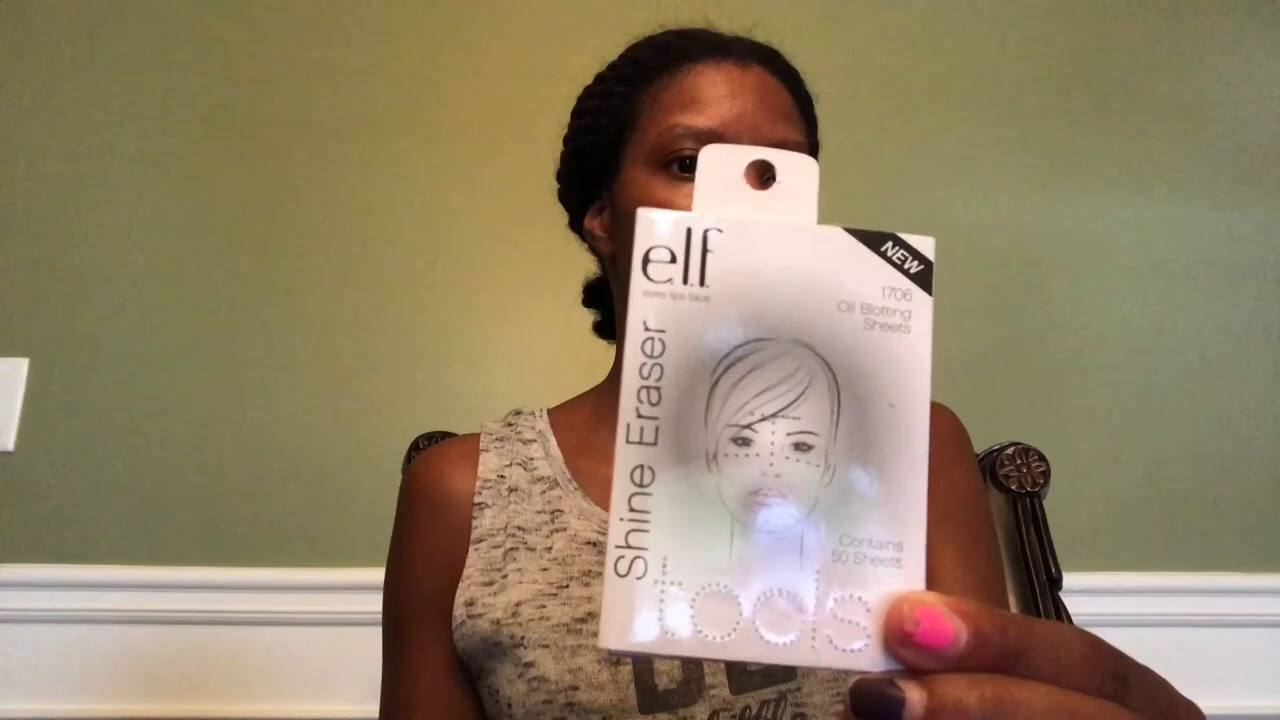 e.l.f.
eyes lips face
NEW
1706
Oil Blotting
Sheets
Shine Eraser
Contains
50 Sheets
tools